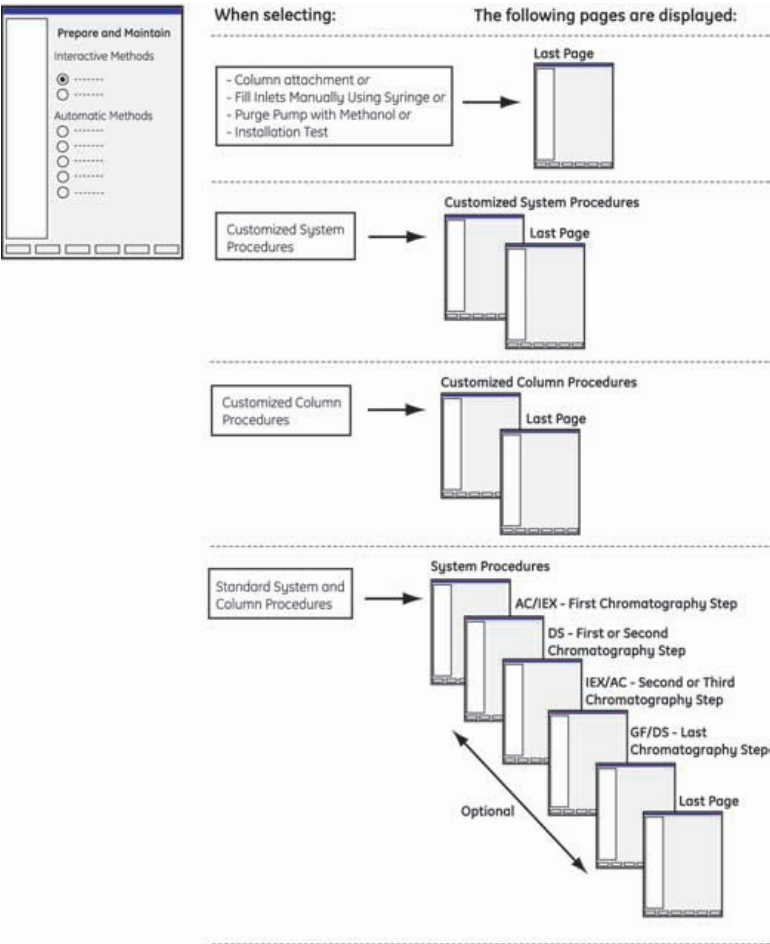 Prepare and Maintain
Interactive Methods
Automatic Methods
When selecting:
The following pages are displayed:
- Column attachment or
- Fill Inlets Manually Using Syringe or
- Purge Pump with Methanol or
- Installation Test
Last Page
Customized System
Procedures
Customized System Procedures
Last Page
Customized Column
Procedures
Customized Column Procedures
Last Page
Standard System and
Column Procedures
System Procedures
AC/IEX - First Chromatography Step
DS - First or Second
Chromatography Step
IEX/AC - Second or Third
Chromatography Step
GF/DS - Last
Chromatography Step
Last Page
Optional